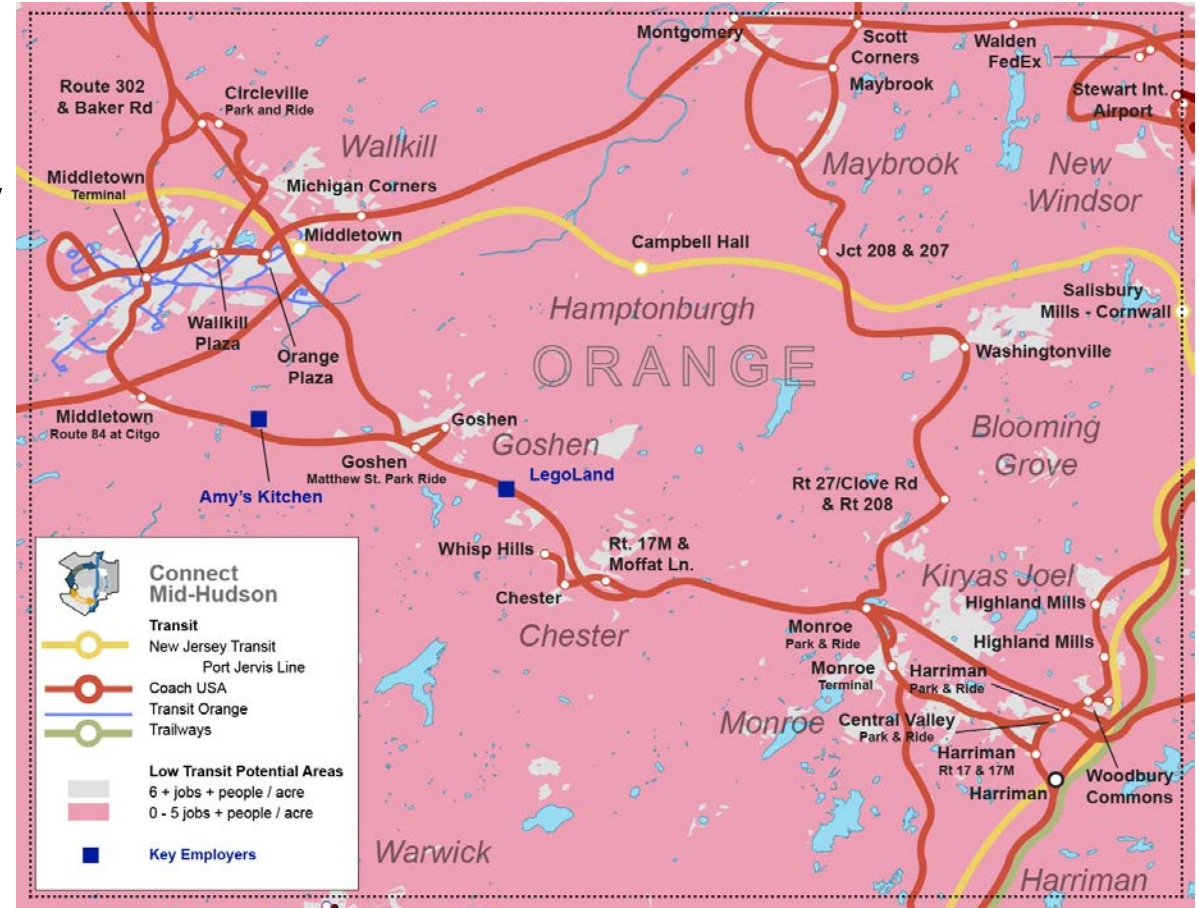 Montgomery
Scott
Corners
Walden
FedEx
Maybrook
Stewart Int.
Airport
Route 302
& Baker Rd
Circleville
Park and Ride
Wallkill
Maybrook
New
Windsor
Middletown
Terminal
Michigan Corners
Middletown
Campbell Hall
Jct 208 & 207
Salisbury
Mills - Cornwall
Hamptonburgh
Wallkill
Plaza
Orange
Plaza
ORANGE
Washingtonville
Middletown
Route 84 at Citgo
Goshen
Goshen
Blooming
Grove
Goshen
Matthew St. Park Ride
LegoLand
Amy's Kitchen
Rt 27/Clove Rd
& Rt 208
Whisp Hills
Rt. 17M &
Moffat Ln.
Chester
Chester
Kiryas Joel
Highland Mills
Monroe
Park & Ride
Highland Mills
Monroe
Terminal
Harriman
Park & Ride
Monroe
Central Valley
Park & Ride
Harriman
Rt 17 & 17M
Harriman
Woodbury
Commons
Warwick
Harriman
Connect
Mid-Hudson
Transit
New Jersey Transit
Port Jervis Line
Coach USA
Transit Orange
Trailways
Low Transit Potential Areas
6 + jobs + people / acre
0 - 5 jobs + people / acre
Key Employers